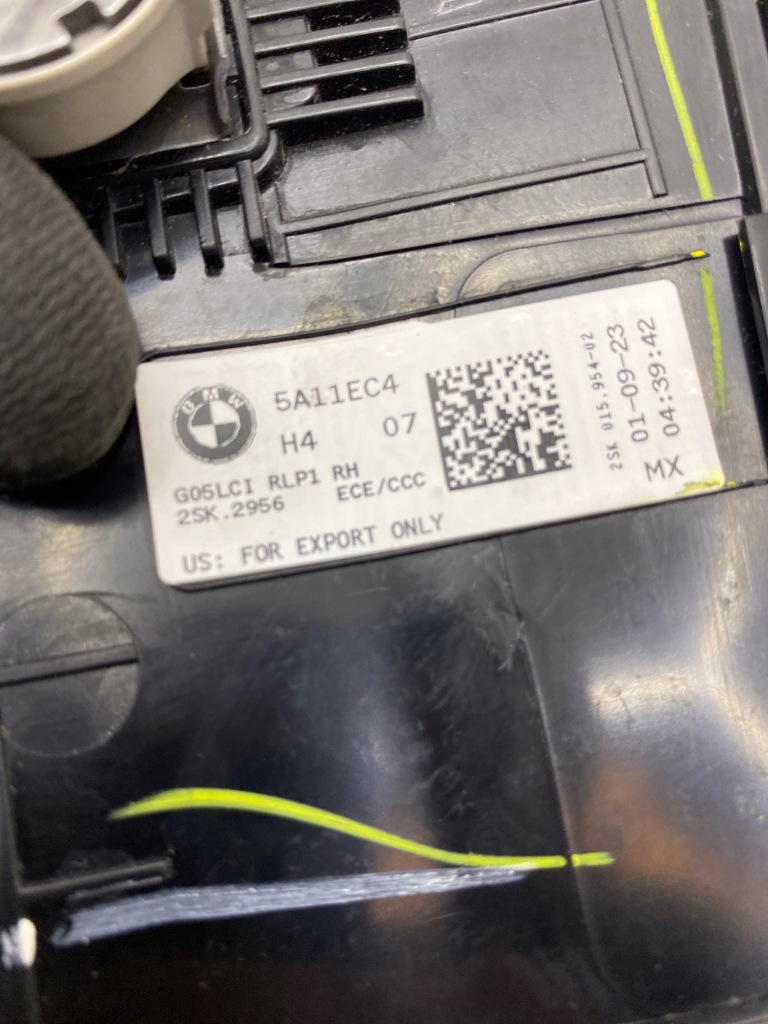 BMW
5A11EC4
H4 07
G05LCI RLP1 RH
2SK.2956 ECE/CCC
US: FOR EXPORT ONLY
2SK 015.954-02
01-09-23
04:39:42
MX